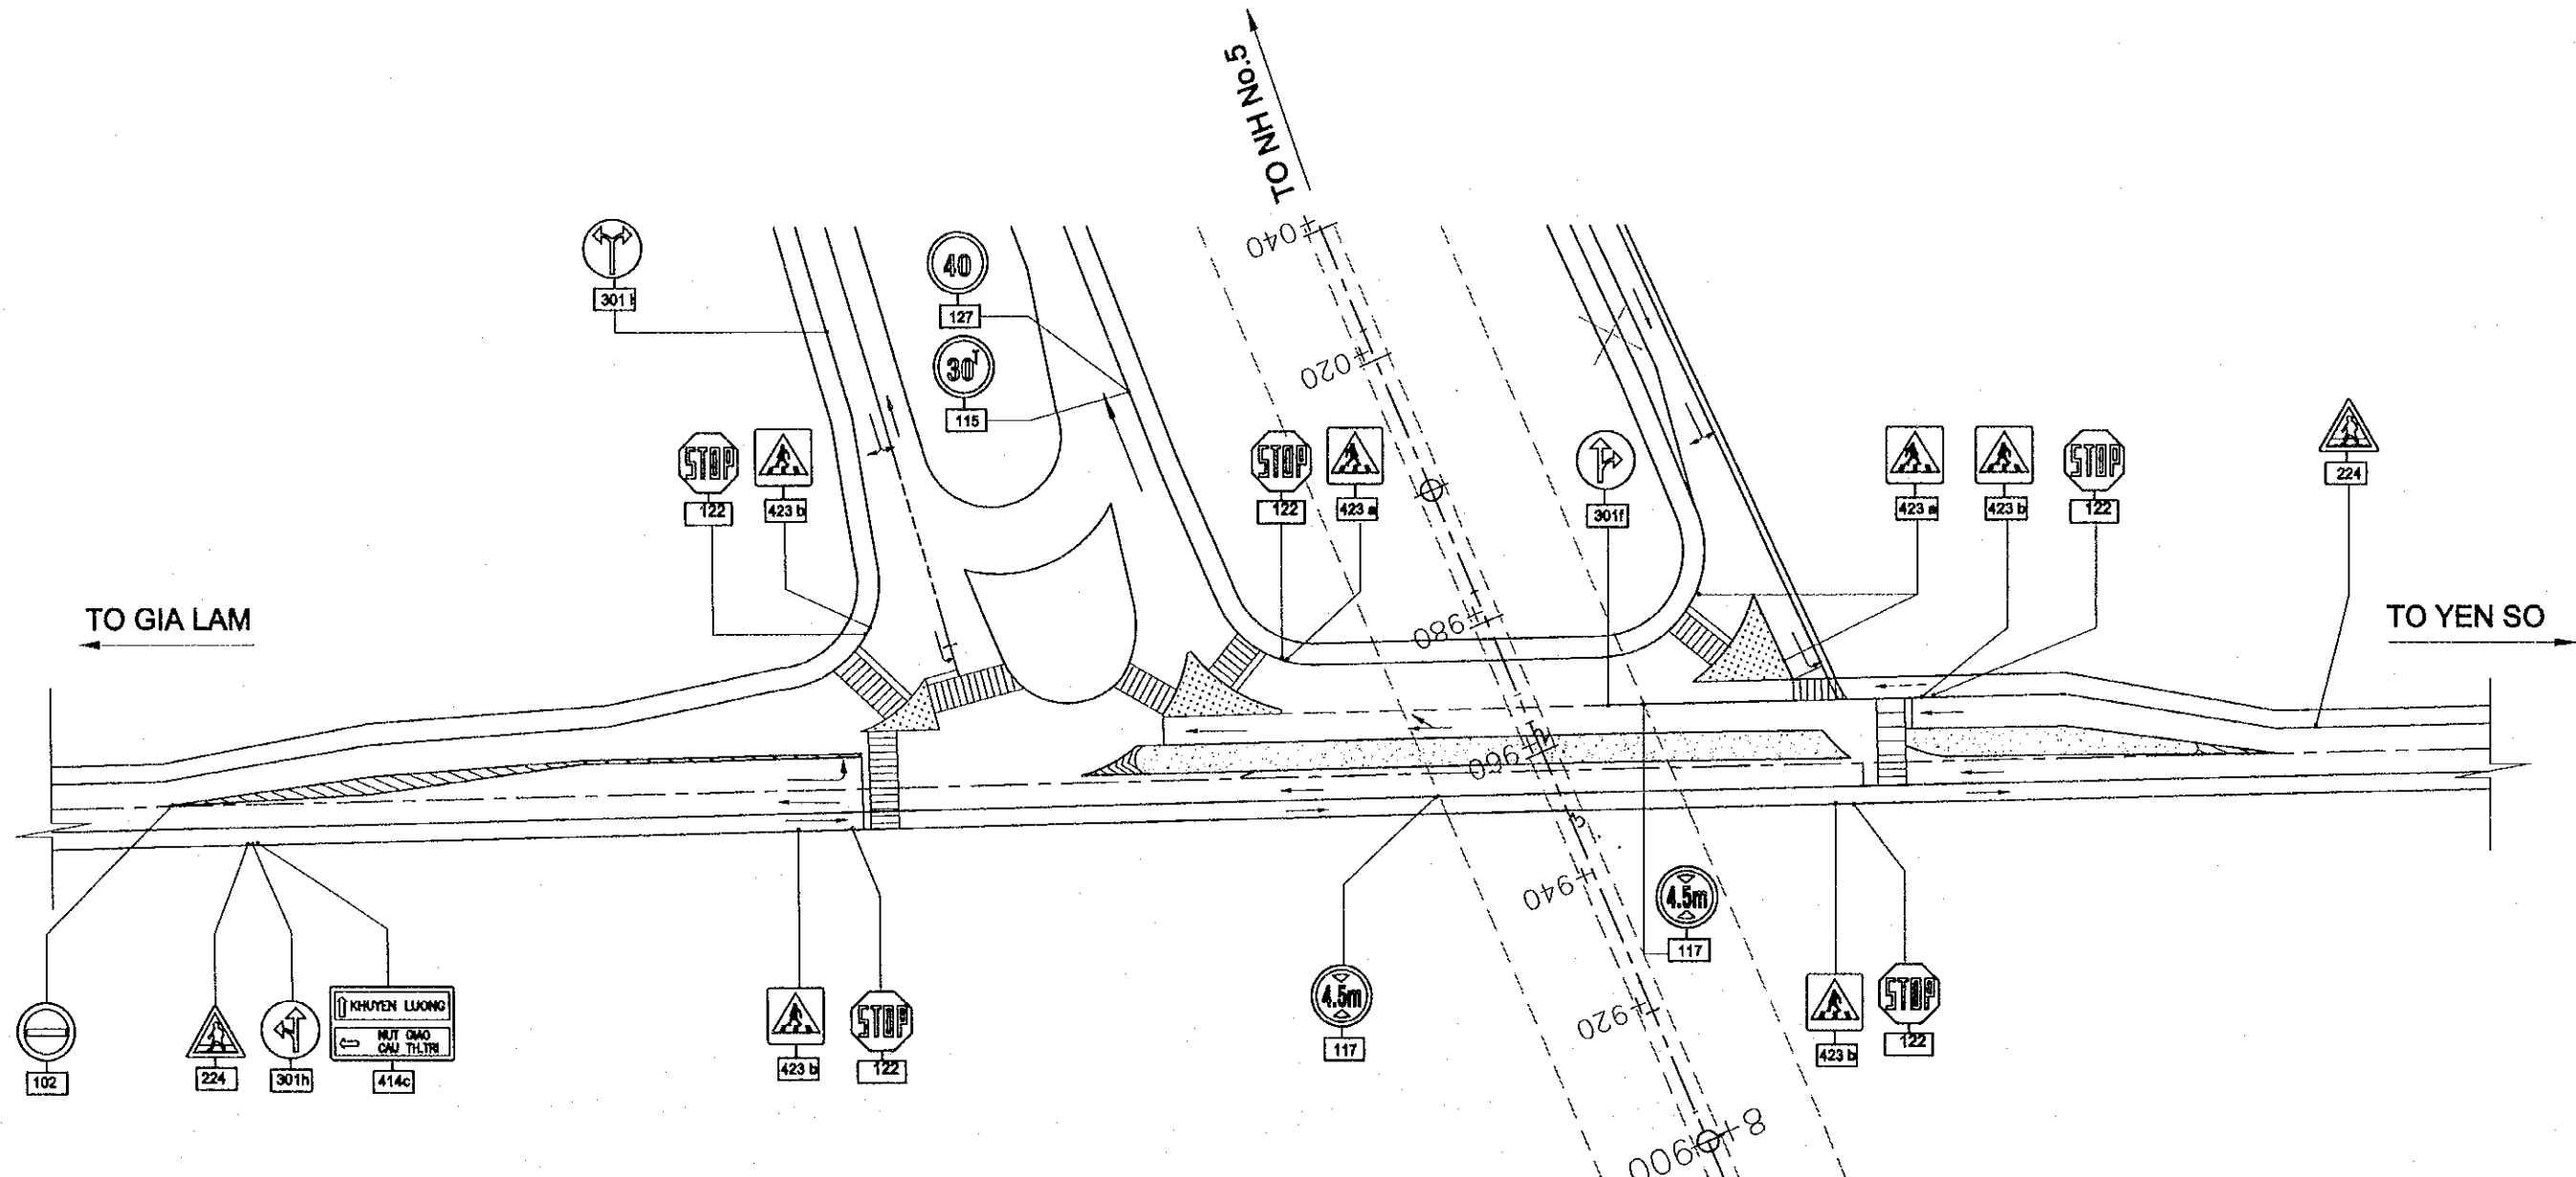 TO NH No.5
+040
+020
+980
+960
+940
+920
8
+900
40
127
30T
115
STOP
122
423 b
STOP
122
423 a
301f
423 a
423 b
STOP
122
224
TO GIA LAM
TO YEN SO
102
224
301h
KHUYEN LUONG
NUT GIAO
CAU TH.TRI
414c
423 b
STOP
122
4.5m
117
4.5m
117
423 b
STOP
122